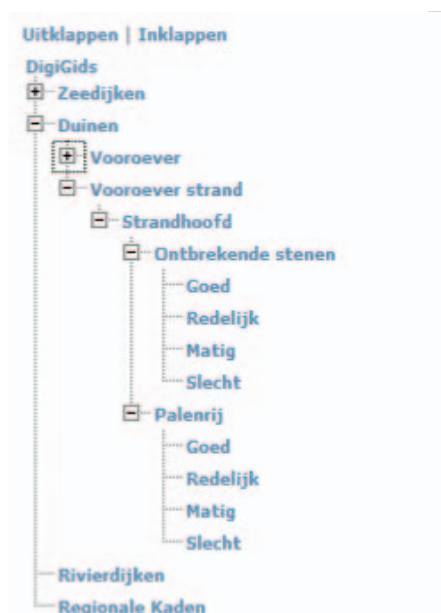 Uitklappen | Inklappen
DigiGids
Zeedijken
Duinen
Vooroever
Vooroever strand
Strandhoofd
Ontbrekende stenen
Goed
Redelijk
Matig
Slecht
Palenrij
Goed
Redelijk
Matig
Slecht
Rivierdijken
Regionale Kaden